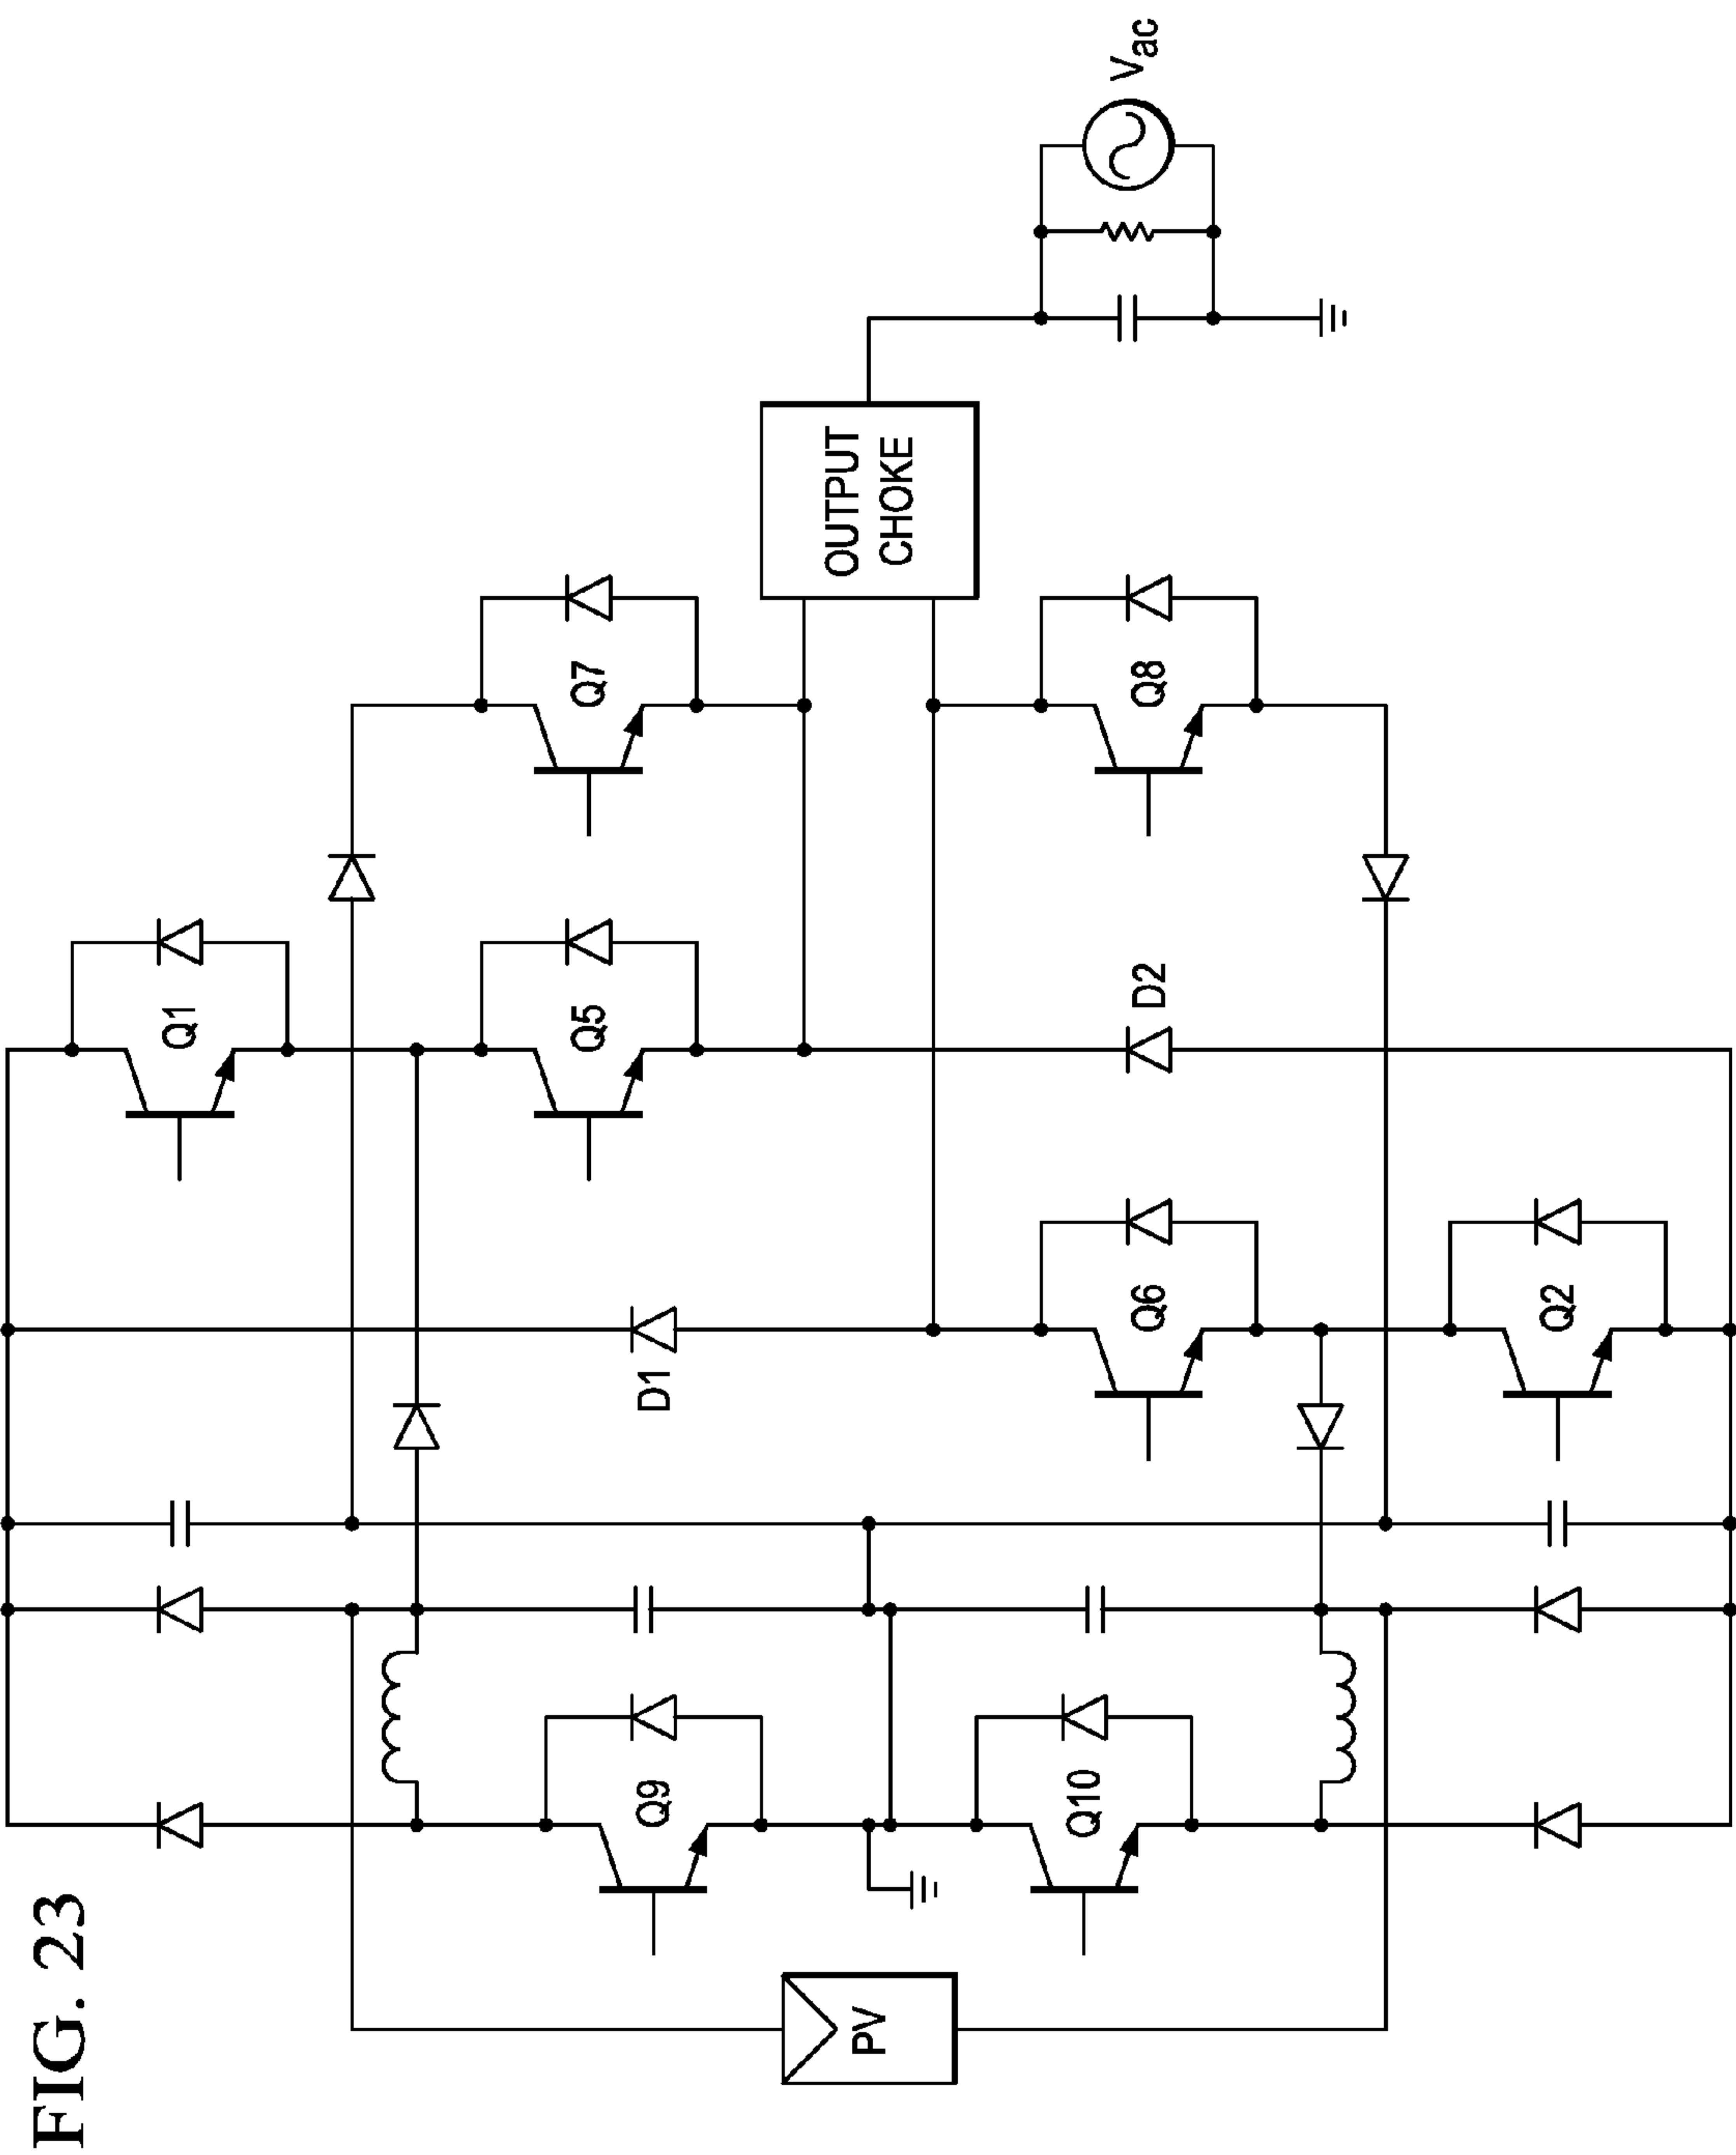 FIG. 23
PV
Q9
Q10
D1
Q6
Q2
Q1
Q5
D2
Q7
Q8
OUTPUT
CHOKE
Vac